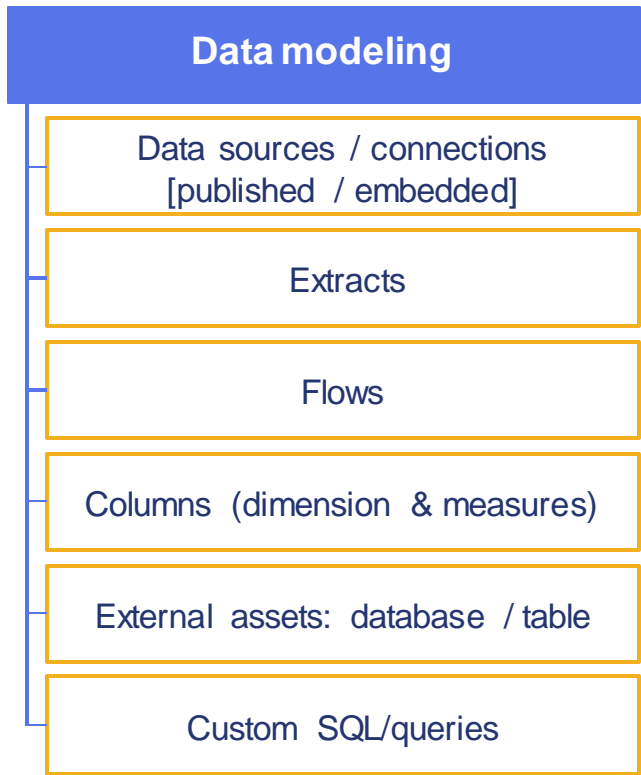 Data modeling
Data sources / connections
[published / embedded]
Extracts
Flows
Columns (dimension & measures)
External assets: database / table
Custom SQL/queries